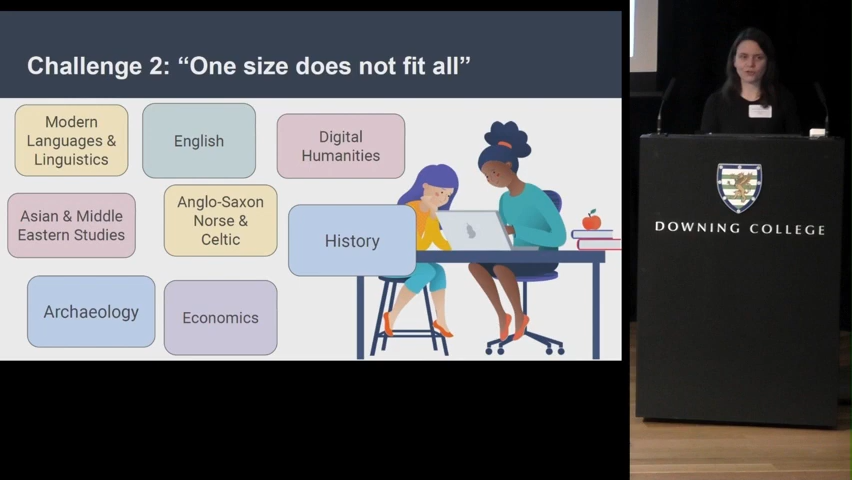 Challenge 2: “One size does not fit all”
Modern
Languages &
Linguistics
English
Digital
Humanities
Asian & Middle
Eastern Studies
Anglo-Saxon
Norse &
Celtic
History
Archaeology
Economics
DOWNING COLLEGE